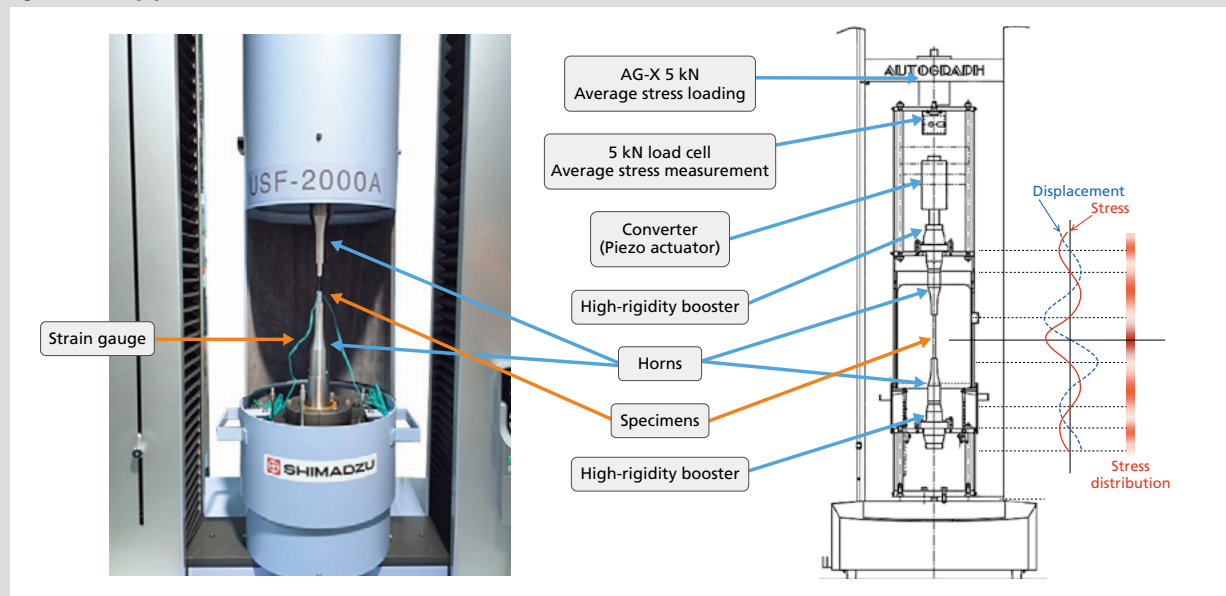 USF-2000A
SHIMADZU
Strain gauge
AG-X 5 kN
Average stress loading
5 kN load cell
Average stress measurement
Converter
(Piezo actuator)
High-rigidity booster
Horns
Specimens
High-rigidity booster
AUTOGRAPH
Displacement
Stress
Stress
distribution